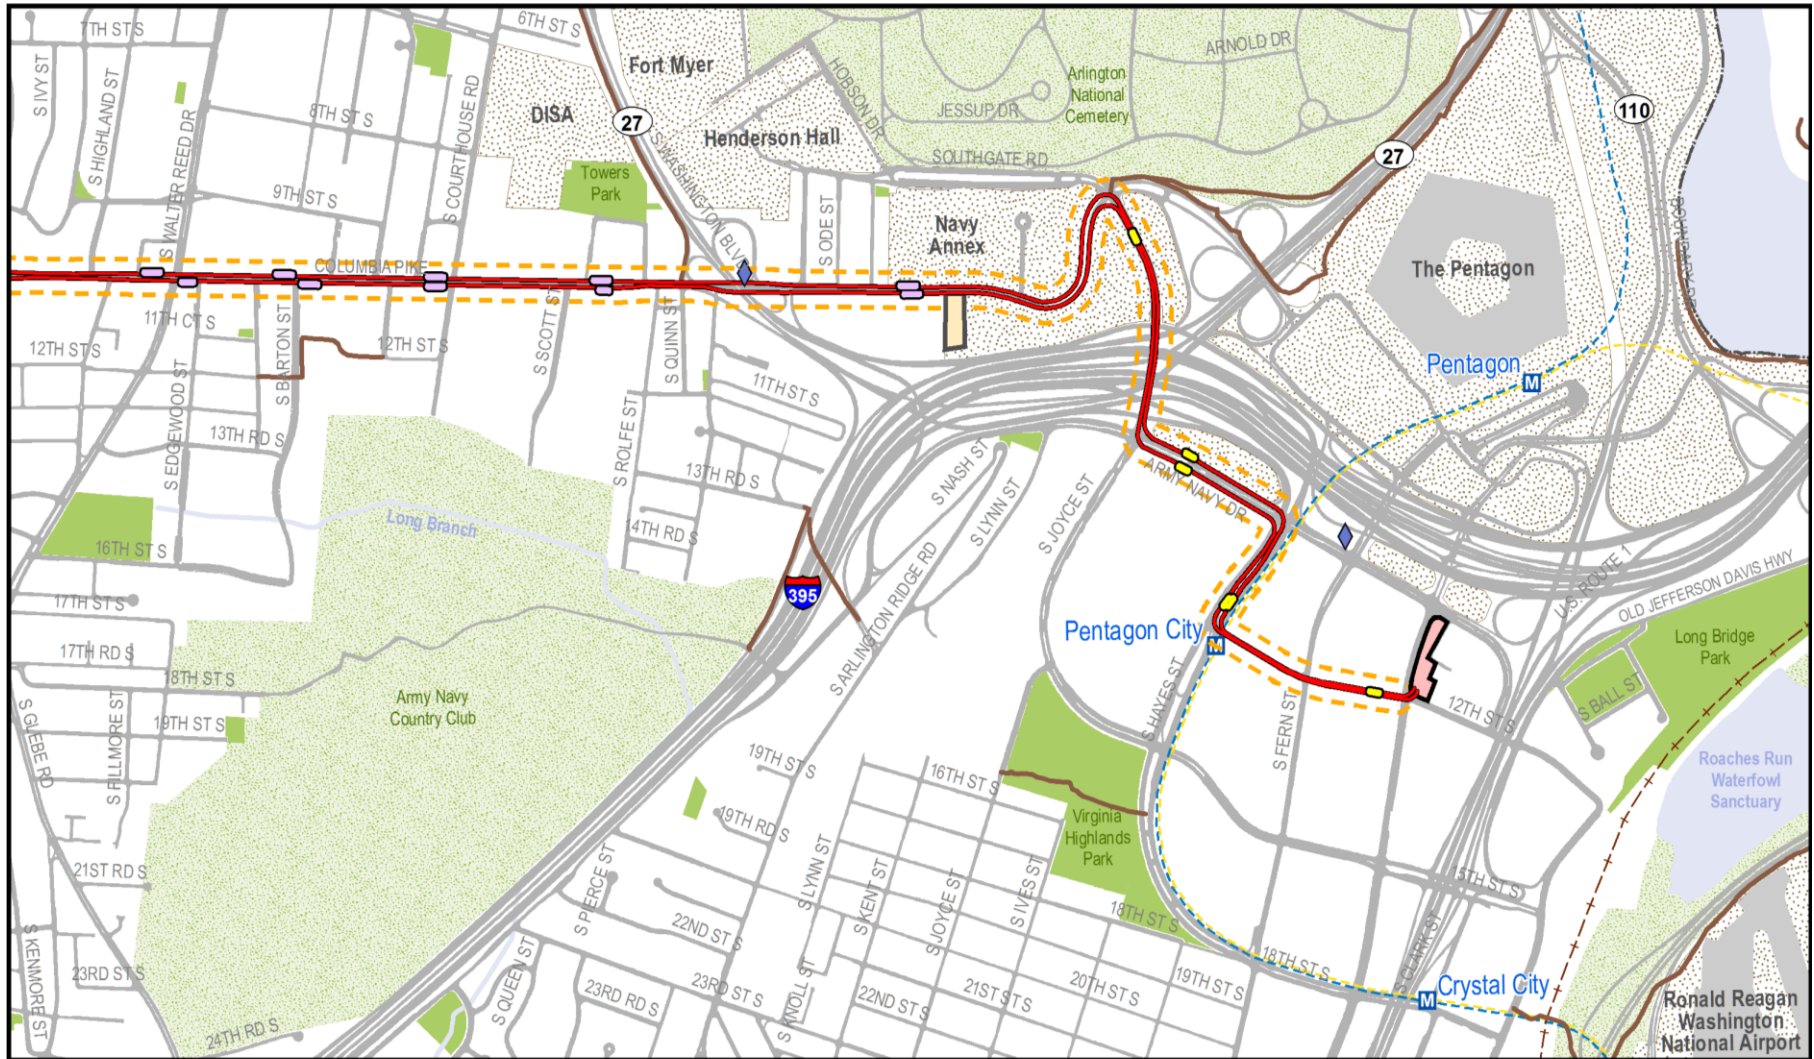 6TH ST S
7TH ST S
ARNOLD DR
Fort Myer
HOBSON DR
Arlington
National
Cemetery
S IVY ST
S HIGHLAND ST
S WALTER REED DR
S COURTHOUSE RD
8TH ST S
DISA
27
Henderson Hall
JESSUP DR
110
27
SOUTHGATE RD
S WASHINGTON BLV
Towers
Park
9TH ST S
S ODE ST
Navy
Annex
The Pentagon
COLUMBIA PIKE
11TH CT S
12TH ST S
12TH ST S
S BARTON ST
S SCOTT ST
S QUINN ST
Pentagon
M
11TH ST S
S EDGEWOOD ST
13TH RD S
S ROLFE ST
13TH RD S
S NASH ST
S LYNN ST
S JOYCE ST
ARMY NAVY DR
Long Branch
14TH RD S
16TH ST S
395
S ARLINGTON RIDGE RD
U.S. ROUTE 1
OLD JEFFERSON DAVIS HWY
17TH ST S
Pentagon City
M
Long Bridge
Park
17TH RD S
18TH ST S
S GLEBE RD
S FILLMORE ST
19TH ST S
Army Navy
Country Club
S HAYES ST
S FERN ST
12TH ST S
S BALL ST
19TH ST S
16TH ST S
Roaches Run
Waterfowl
Sanctuary
19TH RD S
Virginia
Highlands
Park
21ST RD S
S PIERCE ST
S LYNN ST
S KENT ST
S JOYCE ST
S IVES ST
15TH ST S
18TH ST S
22ND ST S
S KENMORE ST
23RD ST S
S QUEEN ST
18TH ST S
S CLARK ST
23RD RD S
23RD ST S
S KNOLL ST
22ND ST S
21ST ST S
20TH ST S
19TH ST S
M
Crystal City
24TH RD S
Ronald Reagan
Washington
National Airport